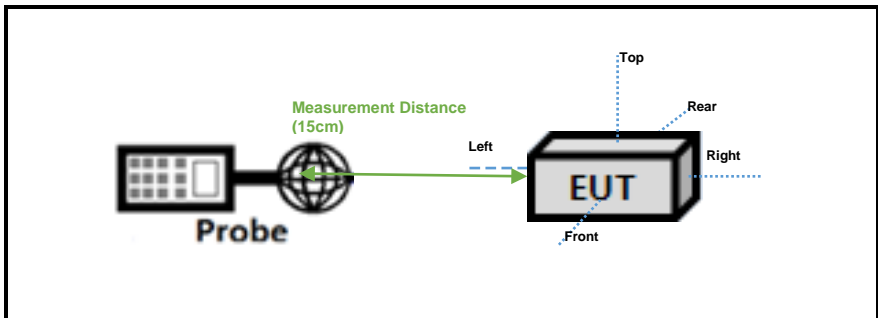 Top
Rear
Measurement Distance
(15cm)
Left
Right
EUT
Probe
Front